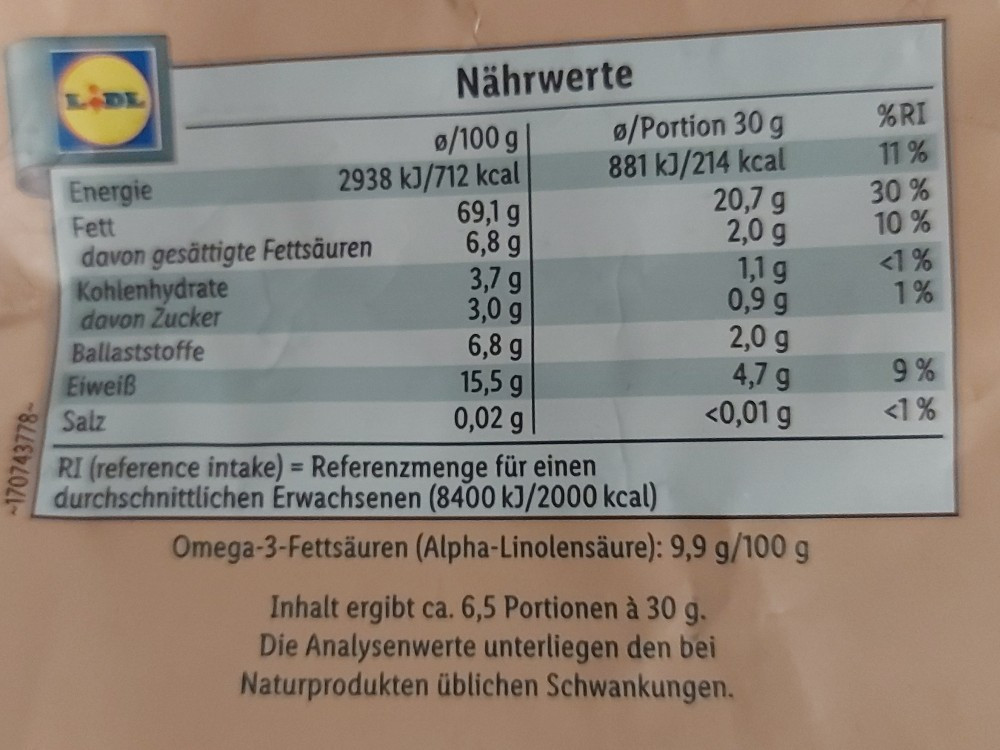 LIDL
Nährwerte
ø/100 g ø/Portion 30 g %RI
Energie 2938 kJ/712 kcal 881 kJ/214 kcal 11 %
Fett 69,1 g 20,7 g 30 %
davon gesättigte Fettsäuren 6,8 g 2,0 g 10 %
Kohlenhydrate 3,7 g 1,1 g <1 %
davon Zucker 3,0 g 0,9 g 1 %
Ballaststoffe 6,8 g 2,0 g
Eiweiß 15,5 g 4,7 g 9 %
Salz 0,02 g <0,01 g <1 %
RI (reference intake) = Referenzmenge für einen
durchschnittlichen Erwachsenen (8400 kJ/2000 kcal)
~170743778~
Omega-3-Fettsäuren (Alpha-Linolensäure): 9,9 g/100 g
Inhalt ergibt ca. 6,5 Portionen à 30 g.
Die Analysenwerte unterliegen den bei
Naturprodukten üblichen Schwankungen.